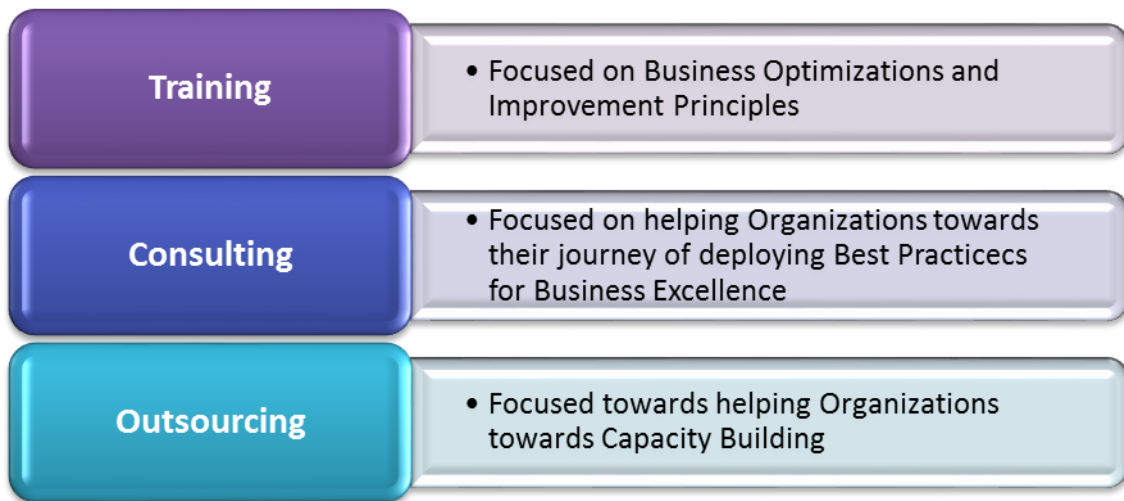 Training
• Focused on Business Optimizations and
Improvement Principles
Consulting
• Focused on helping Organizations towards
their journey of deploying Best Practicecs
for Business Excellence
Outsourcing
• Focused towards helping Organizations
towards Capacity Building